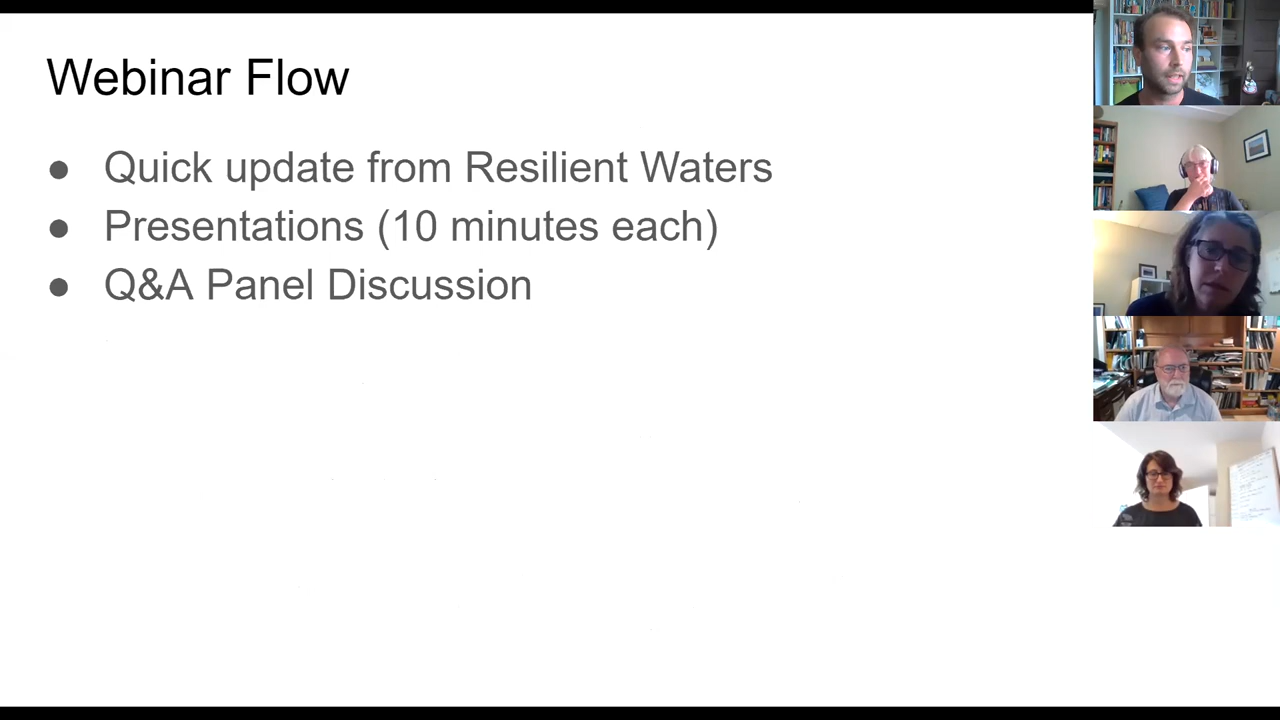 Webinar Flow
● Quick update from Resilient Waters
● Presentations (10 minutes each)
● Q&A Panel Discussion